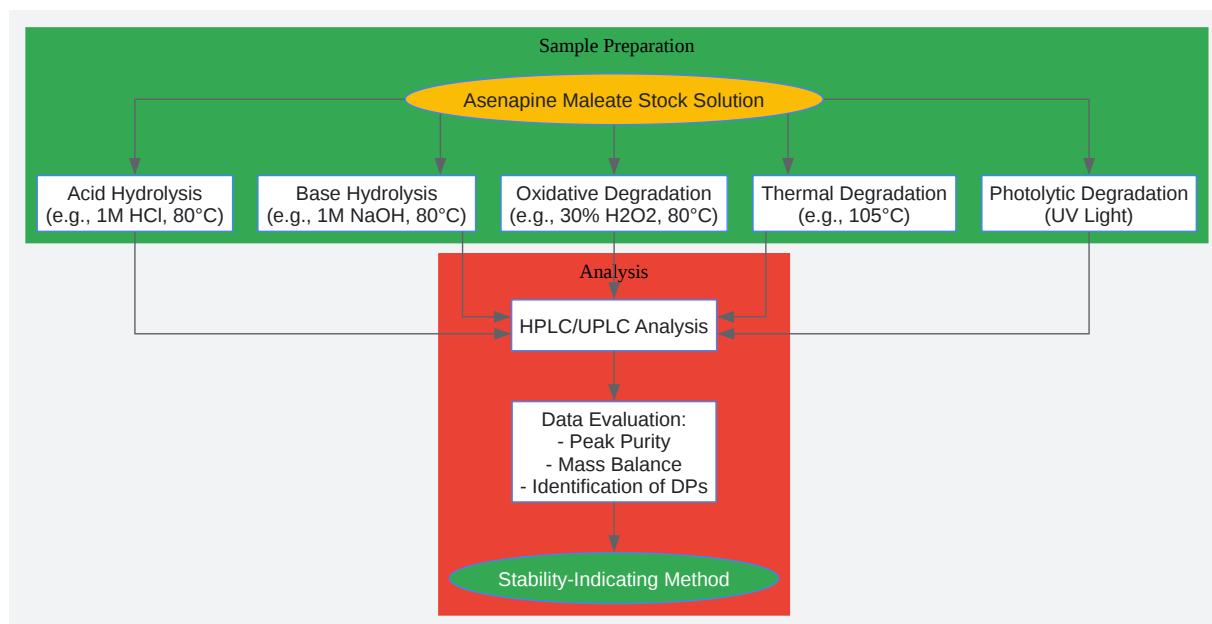 Sample Preparation
Asenapine Maleate Stock Solution
Acid Hydrolysis
(e.g., 1M HCl, 80°C)
Base Hydrolysis
(e.g., 1M NaOH, 80°C)
Oxidative Degradation
(e.g., 30% H2O2, 80°C)
Thermal Degradation
(e.g., 105°C)
Photolytic Degradation
(UV Light)
Analysis
HPLC/UPLC Analysis
Data Evaluation:
- Peak Purity
- Mass Balance
- Identification of DPs
Stability-Indicating Method